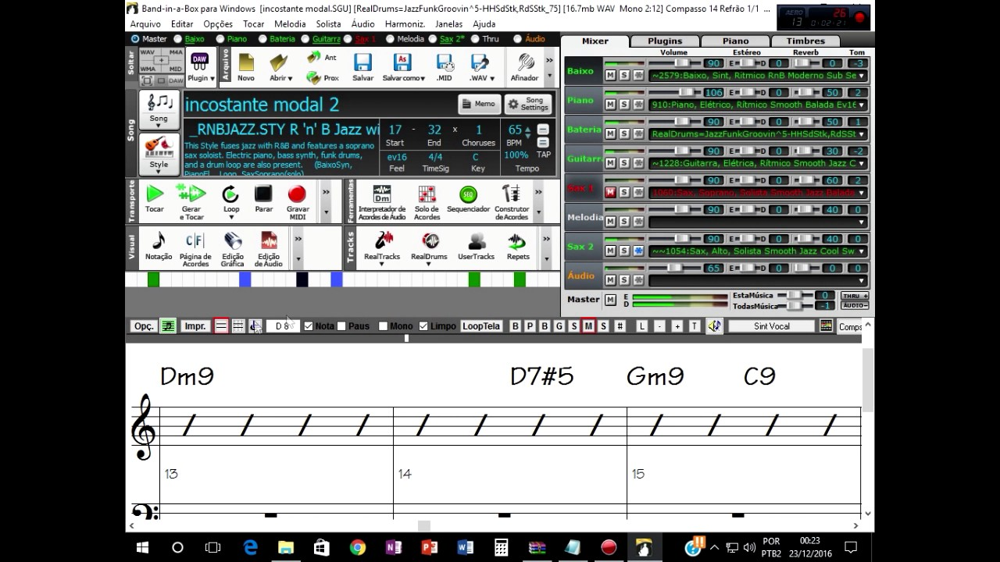 Band-in-a-Box para Windows [incostante modal.SGU] [RealDrums=JazzFunkGroovin^5-HHSdStk,RdSStk_75] [16.7mb WAV Mono 2:12] Compasso 14 Refrão 1/1 ...
AERO 13 26 0:02:21
Arquivo Editar Opções Tocar Melodia Solista Áudio Harmoniz. Janelas Ajuda
Master Baixo Piano Bateria Guitarra Sax 1 Melodia Sax 2* Thru Áudio
Mixer Plugins Piano Timbres
Soltar WAV M4A WMA MID DAW
DAW Plugin
Arquivo
Novo Abrir Ant Prox Salvar Salvar como .MID .WAV Afinador
Song
Song
Style
incostante modal 2
Memo
Song Settings
_RNBJAZZ.STY R 'n' B Jazz wi
This Style fuses jazz with R&B and features a soprano
sax soloist. Electric piano, bass synth, funk drums,
and a drum loop are also present. (BaixoSyn,
PianoEl, Loop, SaxSoprano(solo)
17 - 32 x 1 65
Start End Choruses BPM
ev16 4/4 C 100% TAP
Feel TimeSig Key Tempo
Transporte
Tocar Gerar e Tocar Loop Parar Gravar MIDI
Ferramentas
Interpretador de Acordes de Áudio Solo de Acordes SEQ Sequenciador Construtor de Acordes
Visual
Notação Página de Acordes Edição Gráfica Edição de Áudio
Tracks
RealTracks RealDrums UserTracks Repets
Volume Estéreo Reverb Tom
Baixo 90 E D 0 0 -3
M S ~2579:Baixo, Sint, Ritmico RnB Moderno Sub Se
Piano 106 E D 0 50 2
M S 910:Piano, Elétrico, Rítmico Smooth Balada Ev16
Bateria 90 E D 0 50 1
M S RealDrums=JazzFunkGroovin^5-HHSdStk,RdSSt
Guitarr 90 E D 0 30 -2
M S ~1228:Guitarra, Elétrica, Rítmico Smooth Jazz C
Sax 1 90 E D 0 60 2
M S 1060:Sax, Soprano, Solista Smooth Jazz Balada
Melodia 90 E D 0 40 0
M S
Sax 2 90 E D 0 40 0
M S ~~1054:Sax, Alto, Solista Smooth Jazz Cool Sw
Áudio 65 E D 0 0 0
M S
Master M E D EstaMúsica 0 THRU +
TodasMúsica -1 ÁUDIO-
Opc. Impr. Nota Paus Mono Limpo LoopTela B P B G S M S # L - + T Sint Vocal Comps
Dm9 D7#5 Gm9 C9
13 14 15
POR 00:23
PTB2 23/12/2016